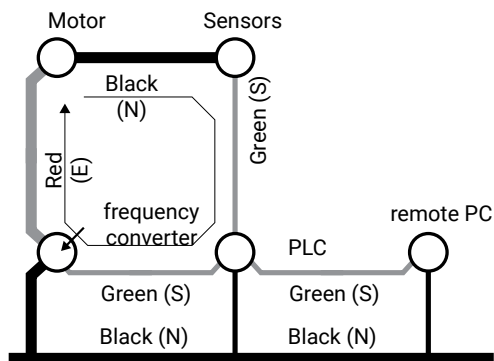 Motor
Sensors
Black
(N)
Green (S)
Red
(E)
frequency
converter
remote PC
PLC
Green (S)
Green (S)
Black (N)
Black (N)